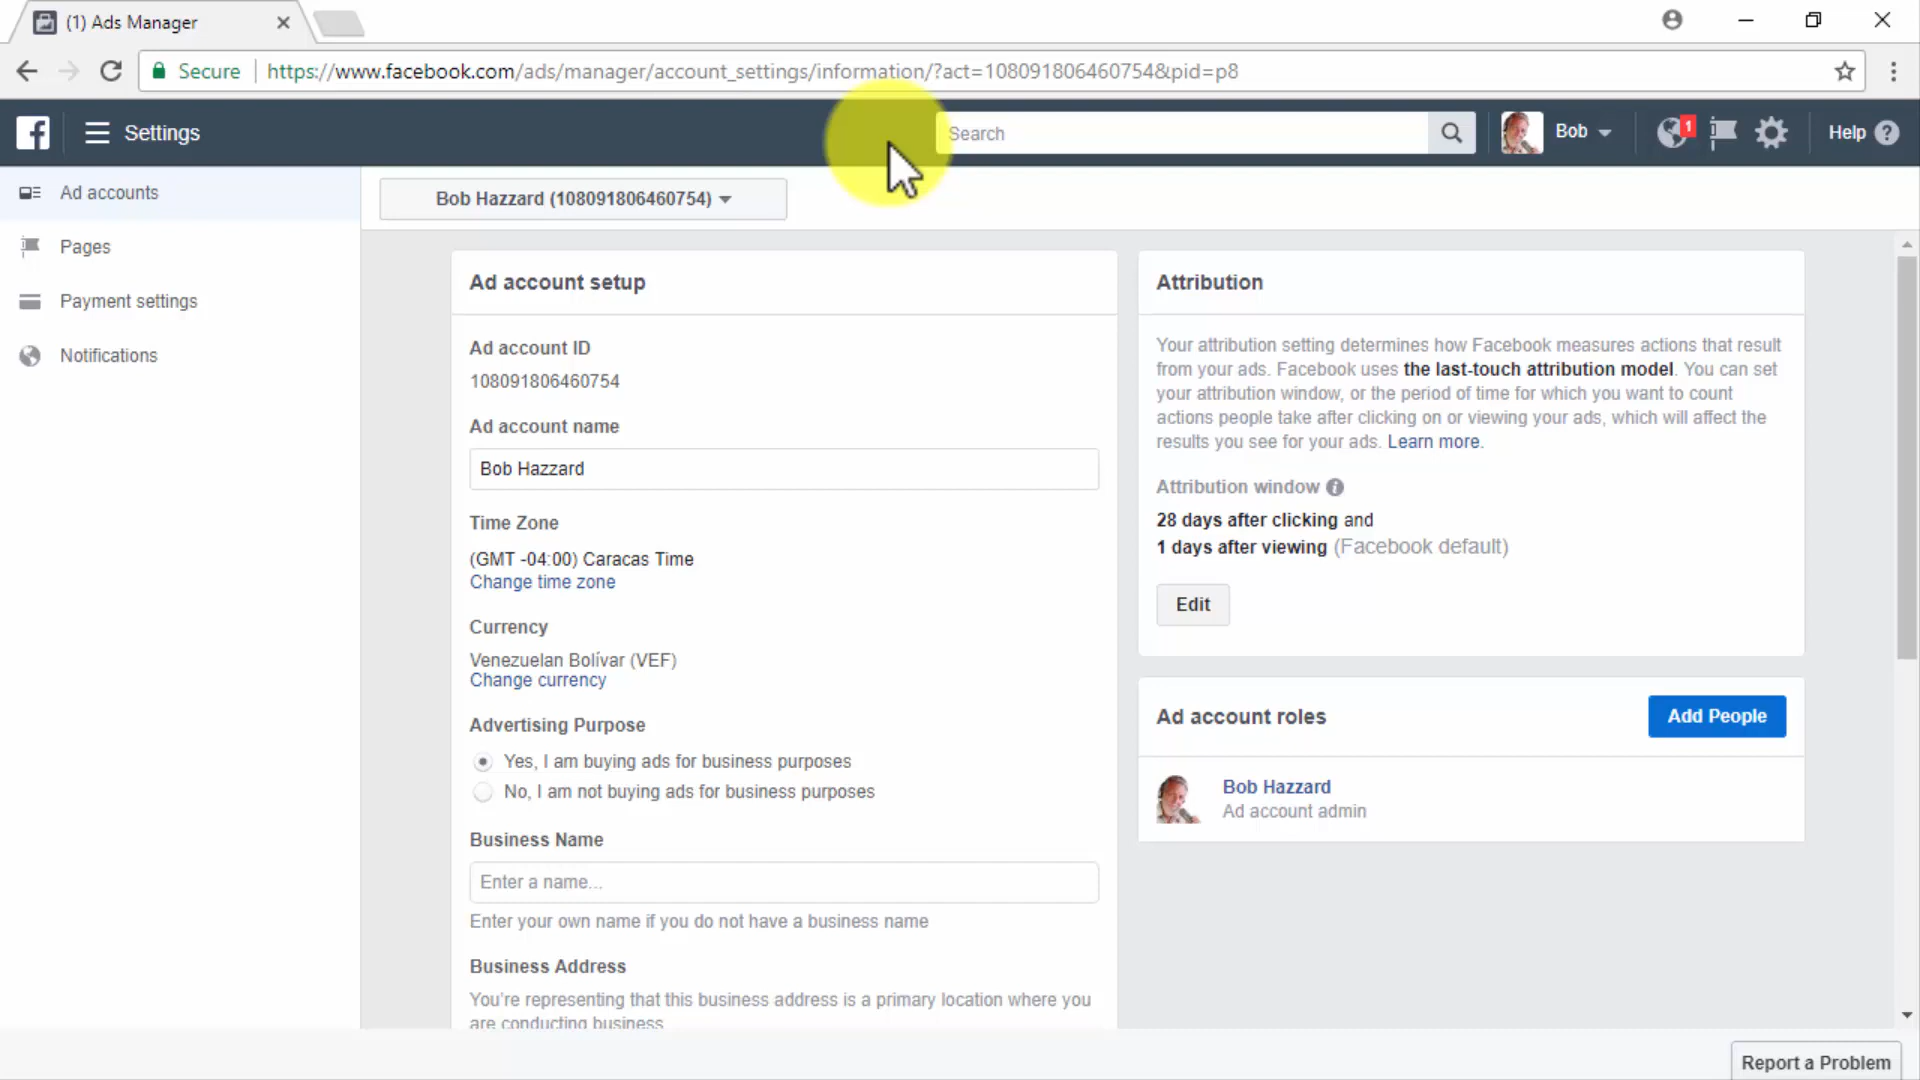 (1) Ads Manager
Secure
https://www.facebook.com/ads/manager/account_settings/information/?act=108091806460754&pid=p8
Settings
Search
Bob
1
Help
Ad accounts
Pages
Payment settings
Notifications
Bob Hazzard (108091806460754)
Ad account setup
Ad account ID
108091806460754
Ad account name
Bob Hazzard
Time Zone
(GMT -04:00) Caracas Time
Change time zone
Currency
Venezuelan Bolívar (VEF)
Change currency
Advertising Purpose
Yes, I am buying ads for business purposes
No, I am not buying ads for business purposes
Business Name
Enter a name...
Enter your own name if you do not have a business name
Business Address
You're representing that this business address is a primary location where you
are conducting business
Attribution
Your attribution setting determines how Facebook measures actions that result
from your ads. Facebook uses the last-touch attribution model. You can set
your attribution window, or the period of time for which you want to count
actions people take after clicking on or viewing your ads, which will affect the
results you see for your ads. Learn more.
Attribution window
28 days after clicking and
1 days after viewing (Facebook default)
Edit
Ad account roles
Add People
Bob Hazzard
Ad account admin
Report a Problem